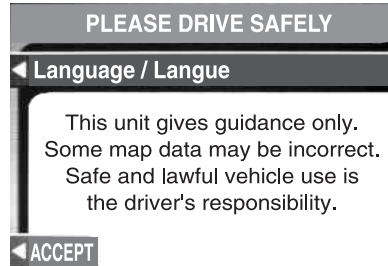 PLEASE DRIVE SAFELY
Language / Langue
This unit gives guidance only.
Some map data may be incorrect.
Safe and lawful vehicle use is
the driver's responsibility.
ACCEPT